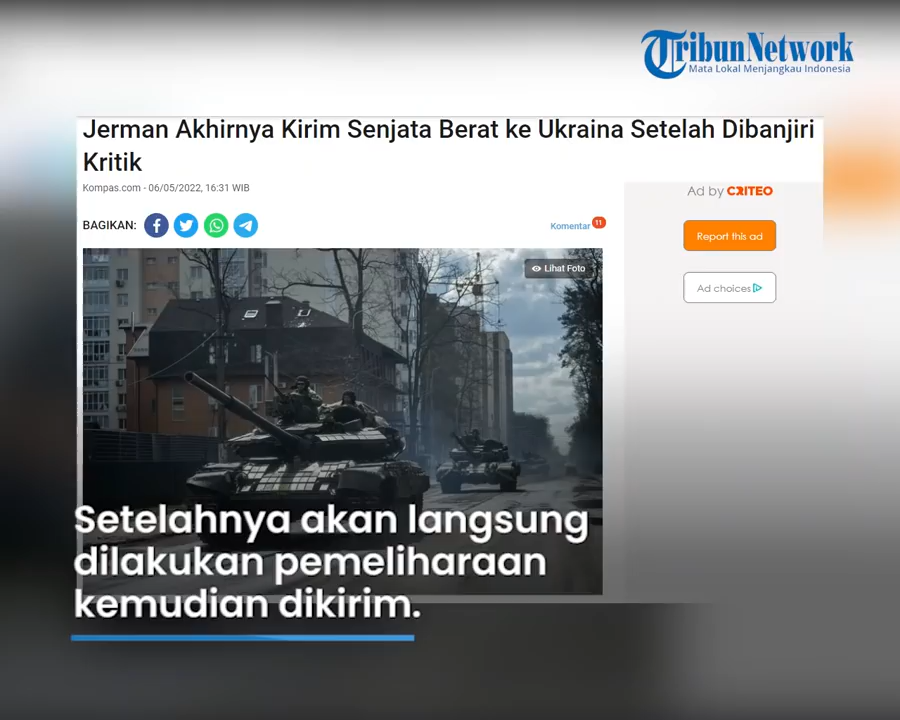 TribunNetwork
Mata Lokal Menjangkau Indonesia
Jerman Akhirnya Kirim Senjata Berat ke Ukraina Setelah Dibanjiri
Kritik
Kompas.com - 06/05/2022, 16:31 WIB
Ad by CRITEO
BAGIKAN:
Komentar 11
Report this ad
Lihat Foto
Ad choices
Setelahnya akan langsung
dilakukan pemeliharaan
kemudian dikirim.